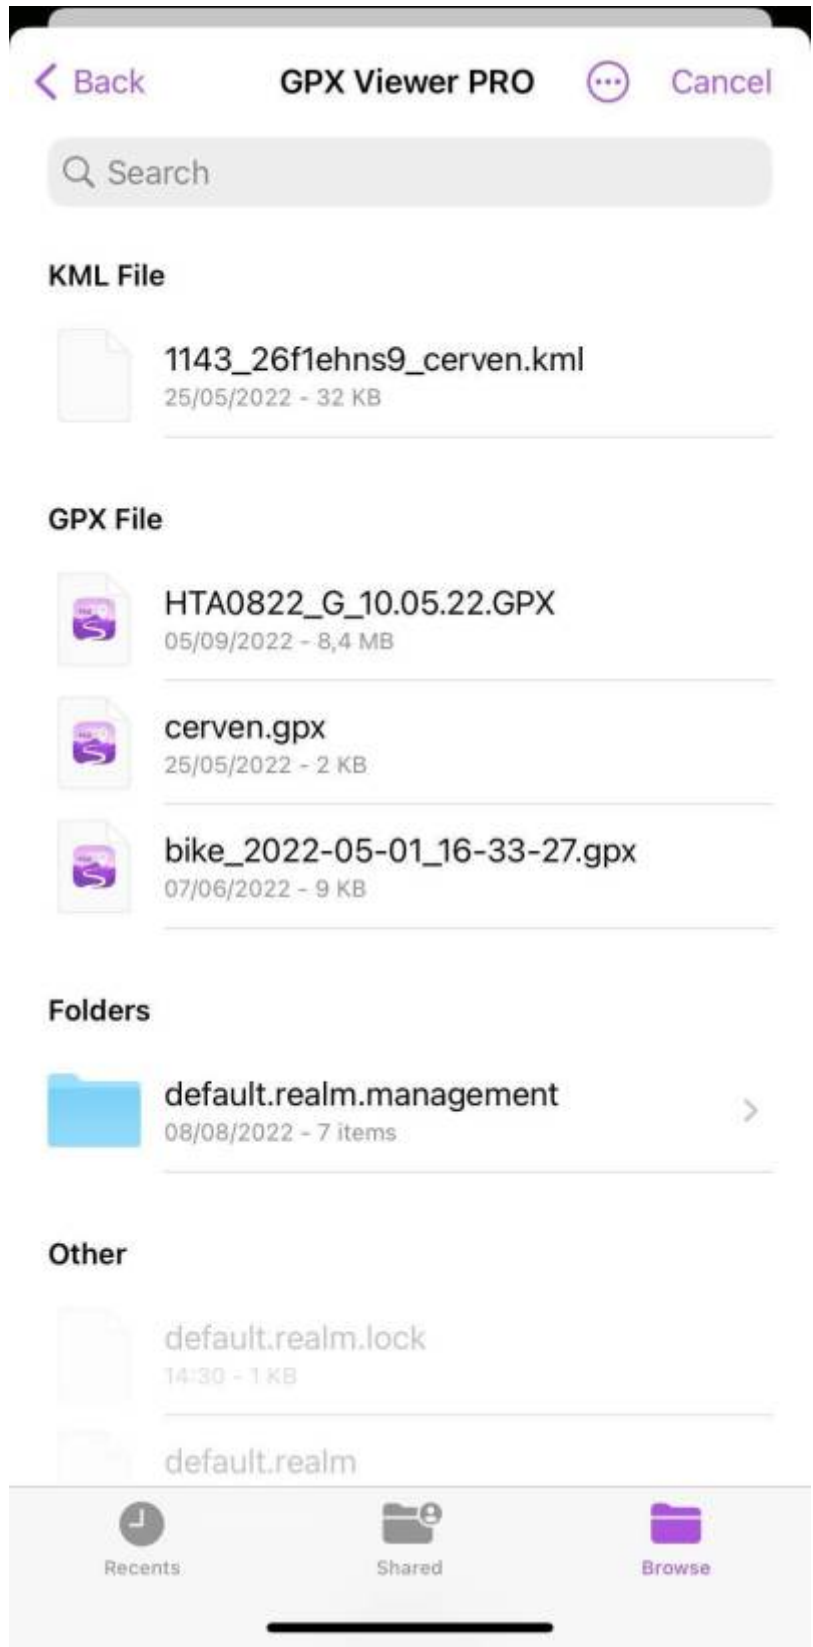 Back
GPX Viewer PRO
Cancel
Search
KML File
1143_26f1ehns9_cerven.kml
25/05/2022 - 32 KB
GPX File
HTA0822_G_10.05.22.GPX
05/09/2022 - 8,4 MB
cerven.gpx
25/05/2022 - 2 KB
bike_2022-05-01_16-33-27.gpx
07/06/2022 - 9 KB
Folders
default.realm.management
08/08/2022 - 7 items
Other
default.realm.lock
14:30 - 1 KB
default.realm
Recents
Shared
Browse